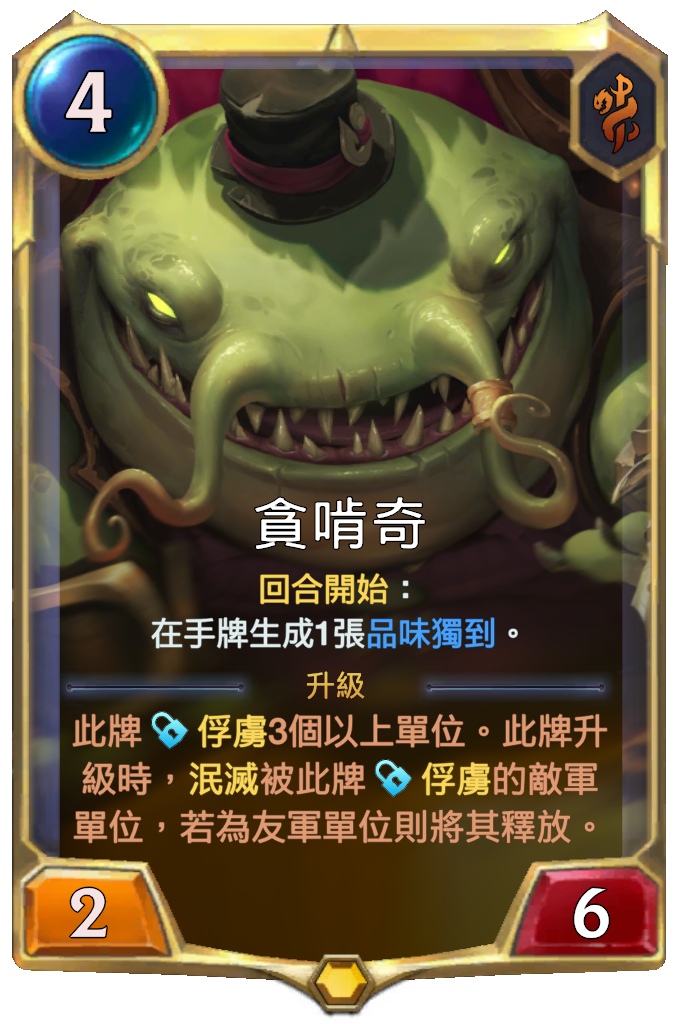 4
貪啃奇
回合開始：
在手牌生成1張品味獨到。
升級
此牌俘虜3個以上單位。此牌升
級時，泯滅被此牌俘虜的敵軍
單位，若為友軍單位則將其釋放。
2
6